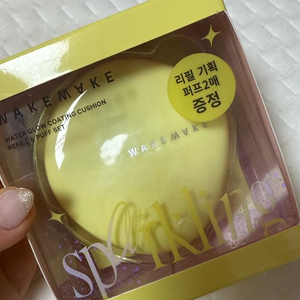 WAKEMAKE
WATER GLOW COATING CUSHION
REFILL & PUFF SET
리필 기획
퍼프2매
증정
WAKEMAKE
sparkling